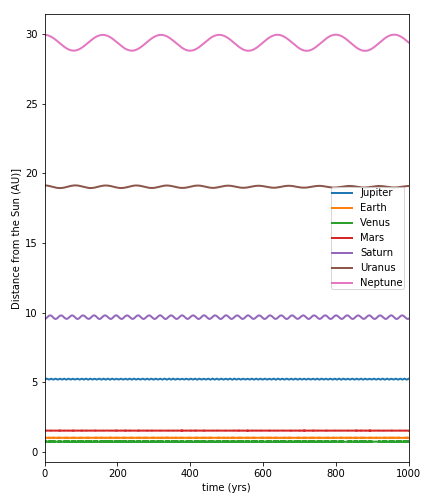 30
25
20
15
10
5
0
Distance from the Sun (AU)]
Jupiter
Earth
Venus
Mars
Saturn
Uranus
Neptune
0 200 400 600 800 1000
time (yrs)